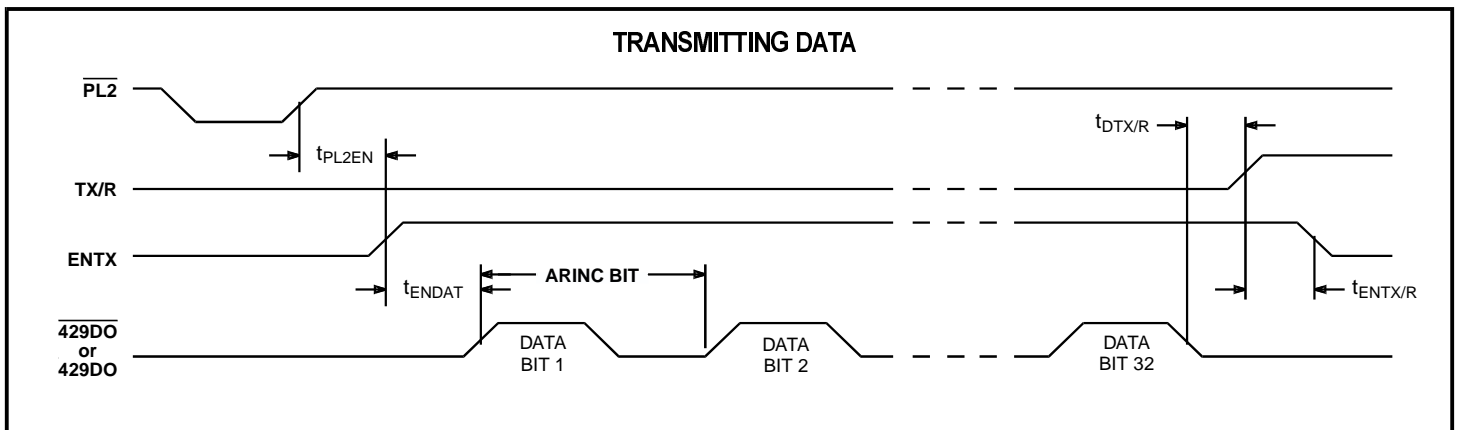 TRANSMITTING DATA
PL2
tDTX/R
tPL2EN
TX/R
ENTX
ARINC BIT
tENDAT
tENTX/R
429DO
or
429DO
DATA
BIT 1
DATA
BIT 2
DATA
BIT 32